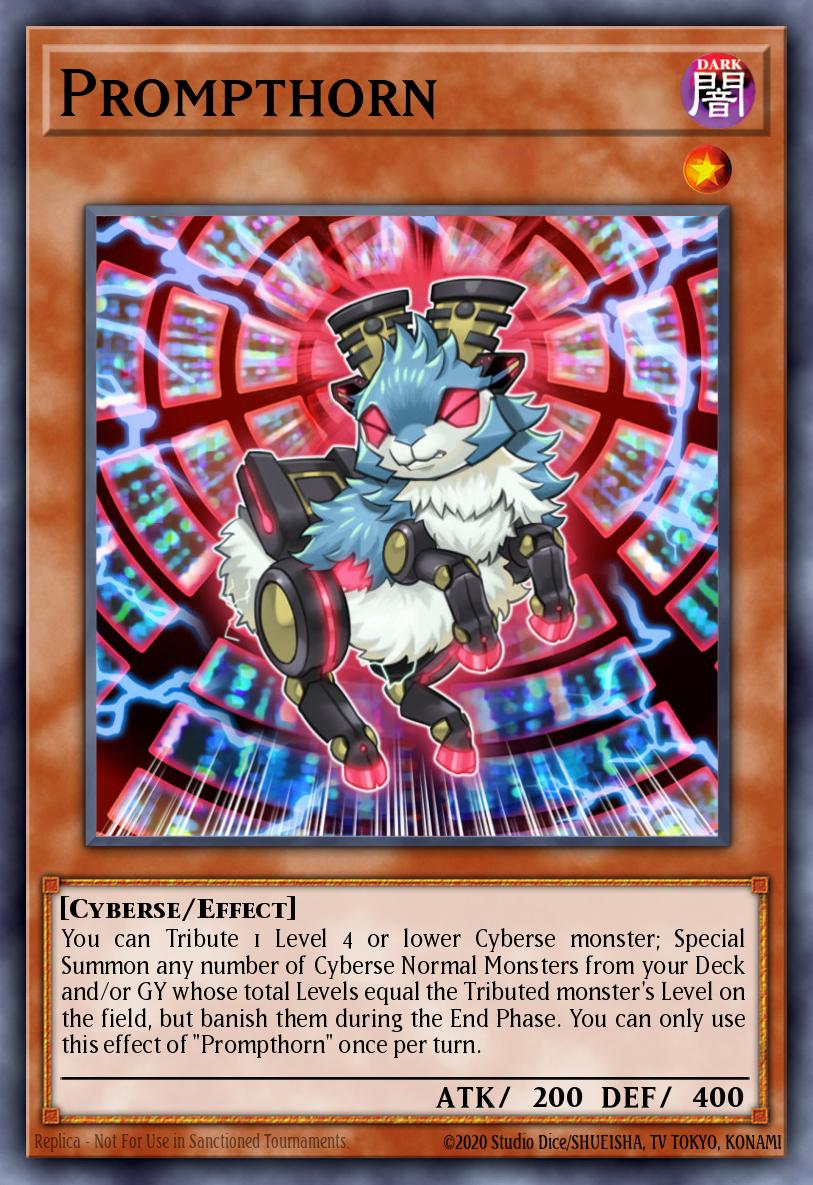 Prompthorn
DARK
闇
[Cyberse/Effect]
You can Tribute 1 Level 4 or lower Cyberse monster; Special
Summon any number of Cyberse Normal Monsters from your Deck
and/or GY whose total Levels equal the Tributed monster's Level on
the field, but banish them during the End Phase. You can only use
this effect of "Prompthorn" once per turn.
ATK/ 200 DEF/ 400
Replica - Not For Use in Sanctioned Tournaments. ©2020 Studio Dice/SHUEISHA, TV TOKYO, KONAMI